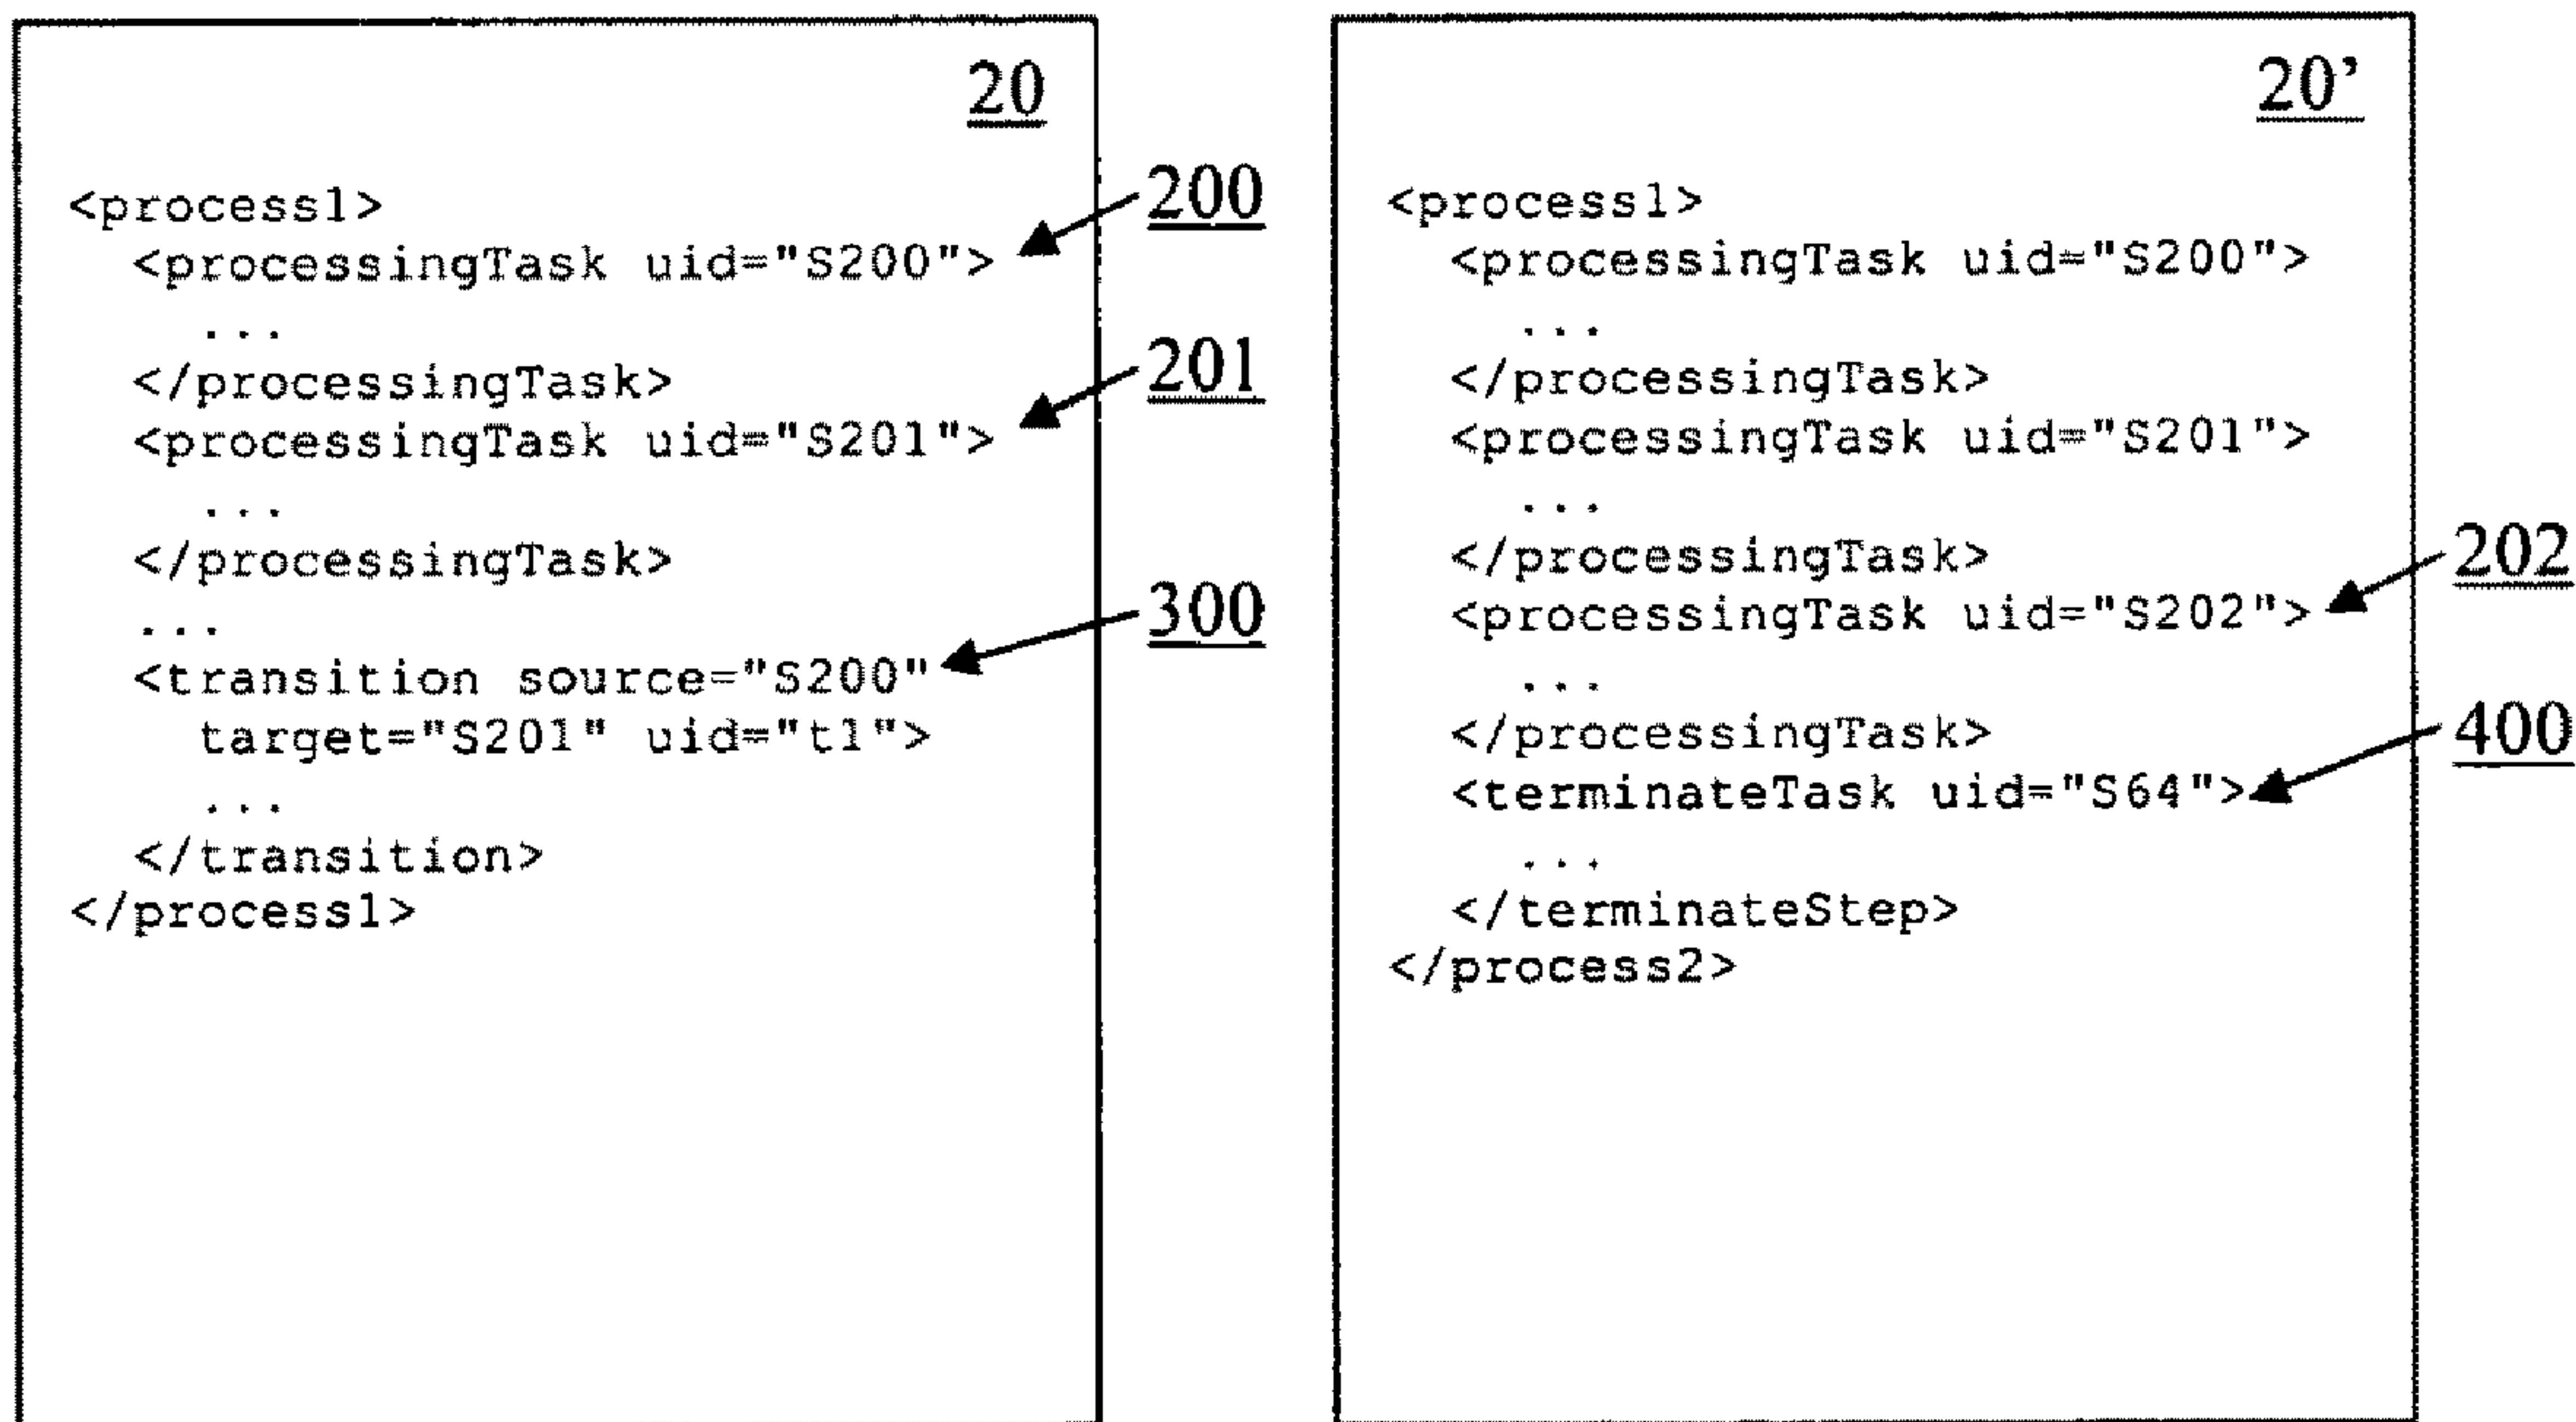 20
<process1>
<processingTask uid="S200">
...
</processingTask>
<processingTask uid="S201">
...
</processingTask>
...
<transition source="S200"
target="S201" uid="t1">
...
</transition>
</process1>
200
201
300
20’
<process1>
<processingTask uid="S200">
...
</processingTask>
<processingTask uid="S201">
...
</processingTask>
<processingTask uid="S202">
...
</processingTask>
<terminateTask uid="S64">
...
</terminateStep>
</process2>
202
400